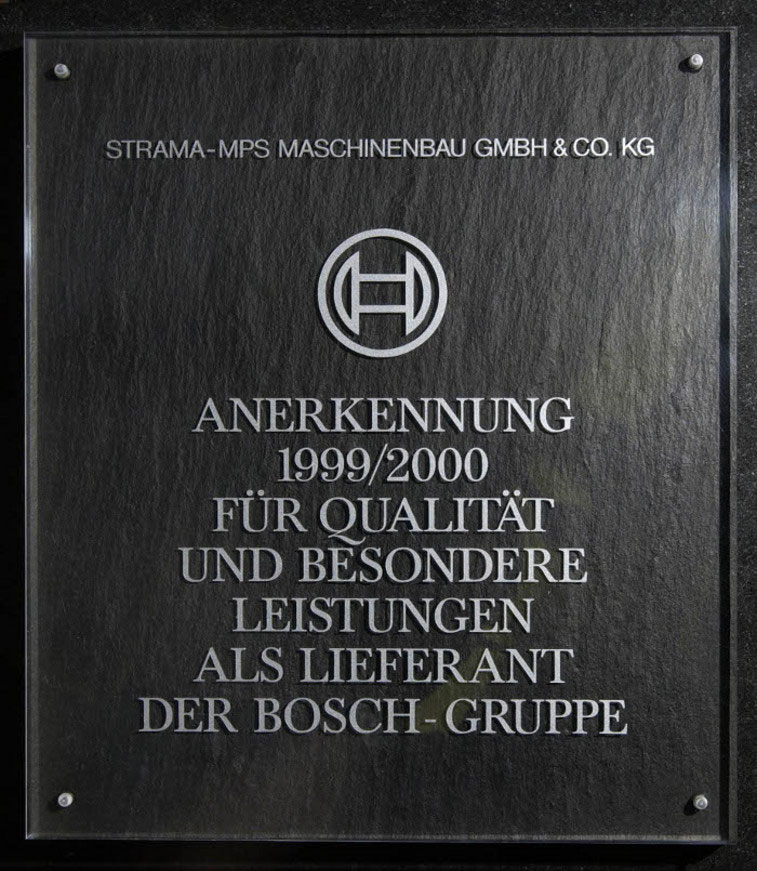 STRAMA-MPS MASCHINENBAU GMBH & CO. KG
ANERKENNUNG
1999/2000
FÜR QUALITÄT
UND BESONDERE
LEISTUNGEN
ALS LIEFERANT
DER BOSCH-GRUPPE